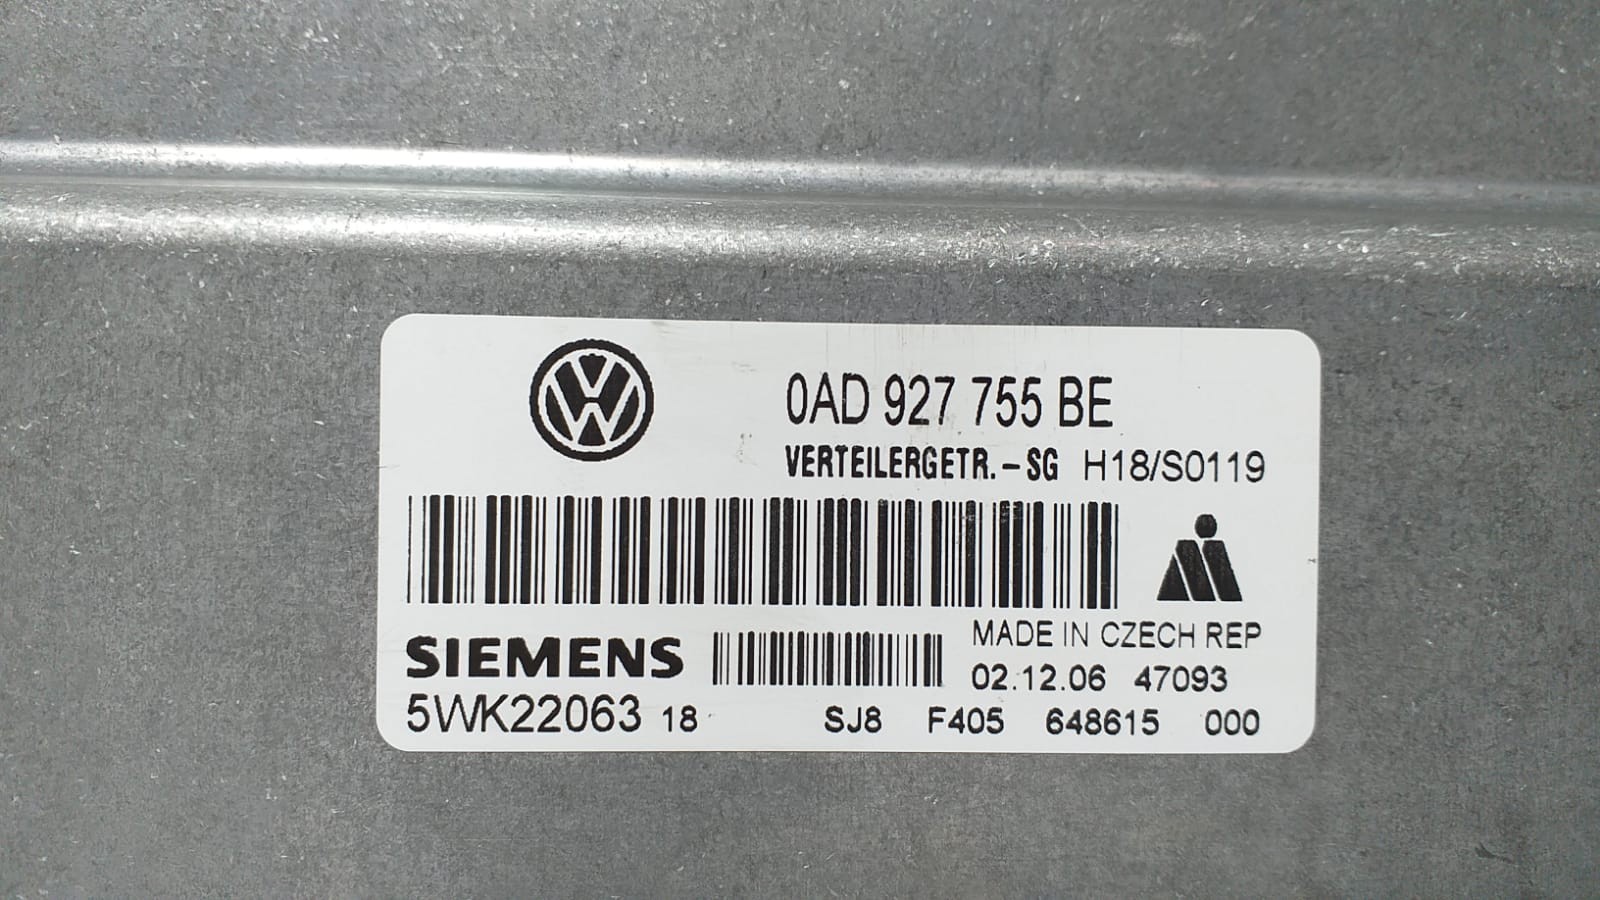 0AD 927 755 BE
VERTEILERGETR.-SG H18/S0119
SIEMENS
MADE IN CZECH REP
02.12.06 47093
5WK22063 18
SJ8 F405 648615 000